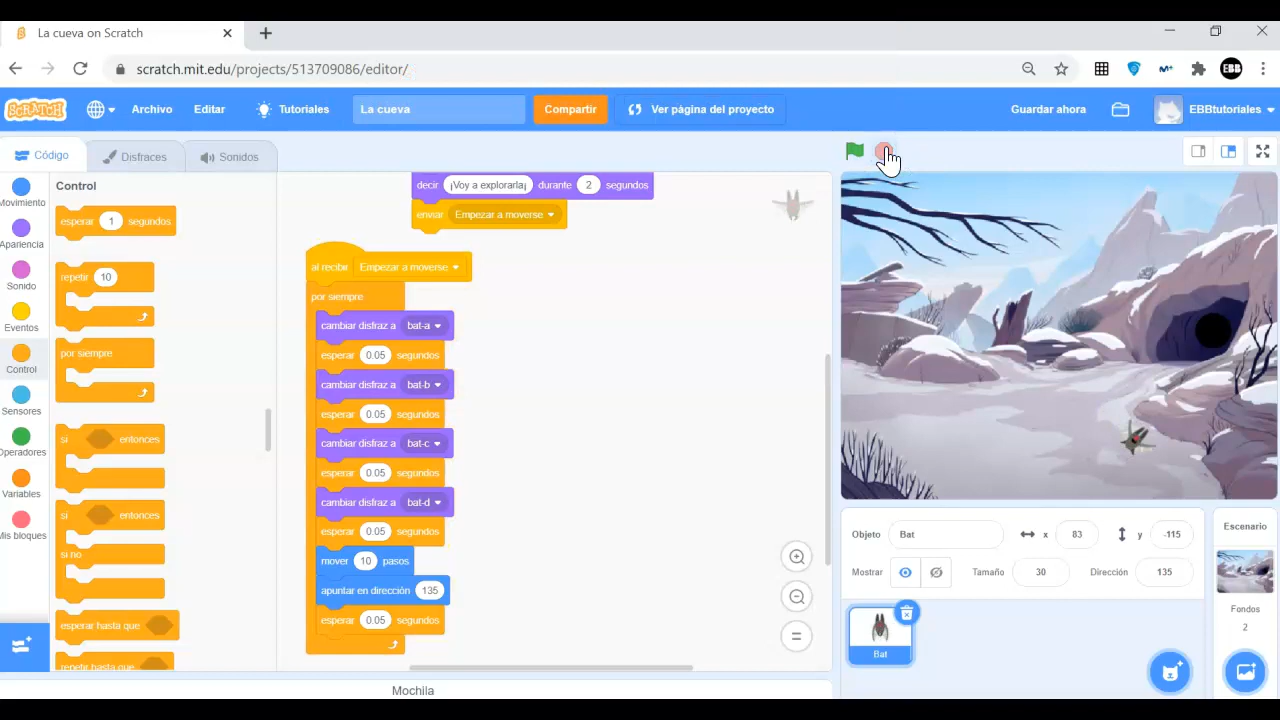 La cueva on Scratch
scratch.mit.edu/projects/513709086/editor/
EBB
SCRATCH
Archivo
Editar
Tutoriales
La cueva
Compartir
Ver página del proyecto
Guardar ahora
EBBtutoriales
Código
Disfraces
Sonidos
Movimiento
Apariencia
Sonido
Eventos
Control
Sensores
Operadores
Variables
Mis bloques
Control
esperar 1 segundos
repetir 10
por siempre
si entonces
si entonces
si no
esperar hasta que
repetir hasta que
decir ¡Voy a explorarla¡ durante 2 segundos
enviar Empezar a moverse
al recibir Empezar a moverse
por siempre
cambiar disfraz a bat-a
esperar 0.05 segundos
cambiar disfraz a bat-b
esperar 0.05 segundos
cambiar disfraz a bat-c
esperar 0.05 segundos
cambiar disfraz a bat-d
esperar 0.05 segundos
mover 10 pasos
apuntar en dirección 135
esperar 0.05 segundos
Objeto Bat x 83 y -115
Mostrar Tamaño 30 Dirección 135
Bat
Escenario
Fondos
2
Mochila